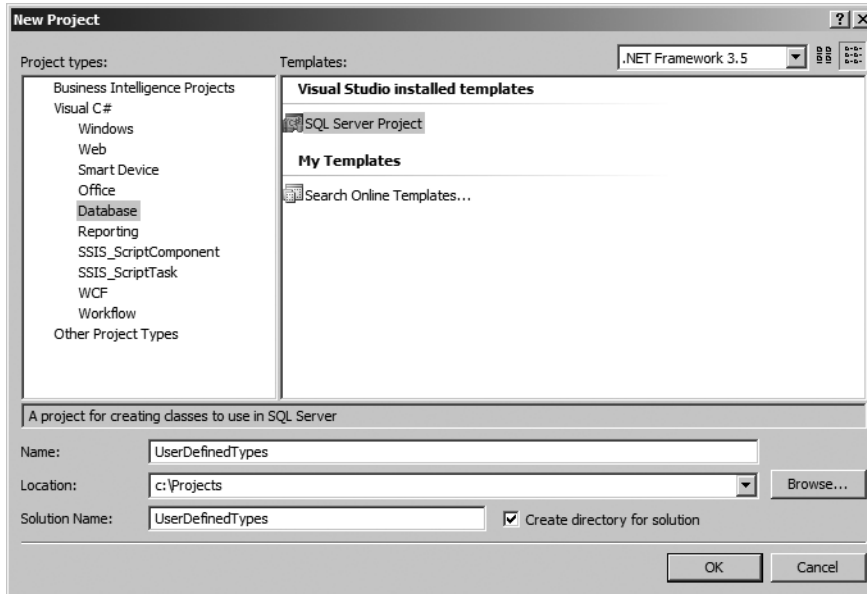 New Project
Project types:
Templates:
.NET Framework 3.5
Business Intelligence Projects
Visual C#
Windows
Web
Smart Device
Office
Database
Reporting
SSIS_ScriptComponent
SSIS_ScriptTask
WCF
Workflow
Other Project Types
Visual Studio installed templates
SQL Server Project
My Templates
Search Online Templates...
A project for creating classes to use in SQL Server
Name:
UserDefinedTypes
Location:
c:\Projects
Browse...
Solution Name:
UserDefinedTypes
Create directory for solution
OK
Cancel